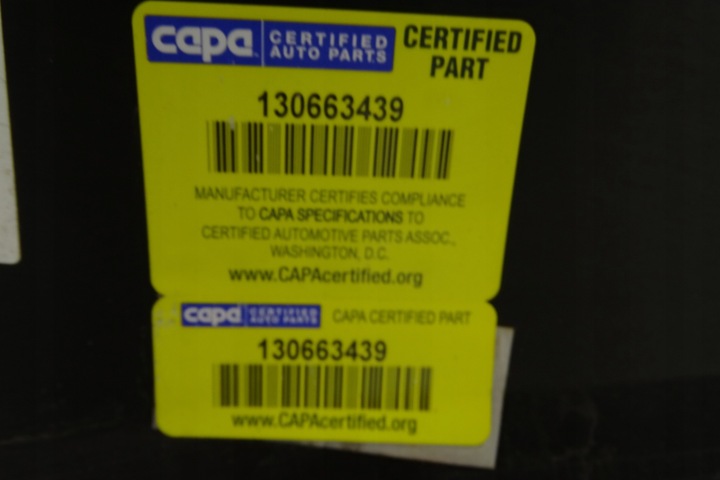 capa CERTIFIED AUTO PARTS
CERTIFIED PART
130663439
MANUFACTURER CERTIFIES COMPLIANCE
TO CAPA SPECIFICATIONS TO
CERTIFIED AUTOMOTIVE PARTS ASSOC.,
WASHINGTON, D.C.
www.CAPAcertified.org
capa CERTIFIED AUTO PARTS CAPA CERTIFIED PART
130663439
www.CAPAcertified.org